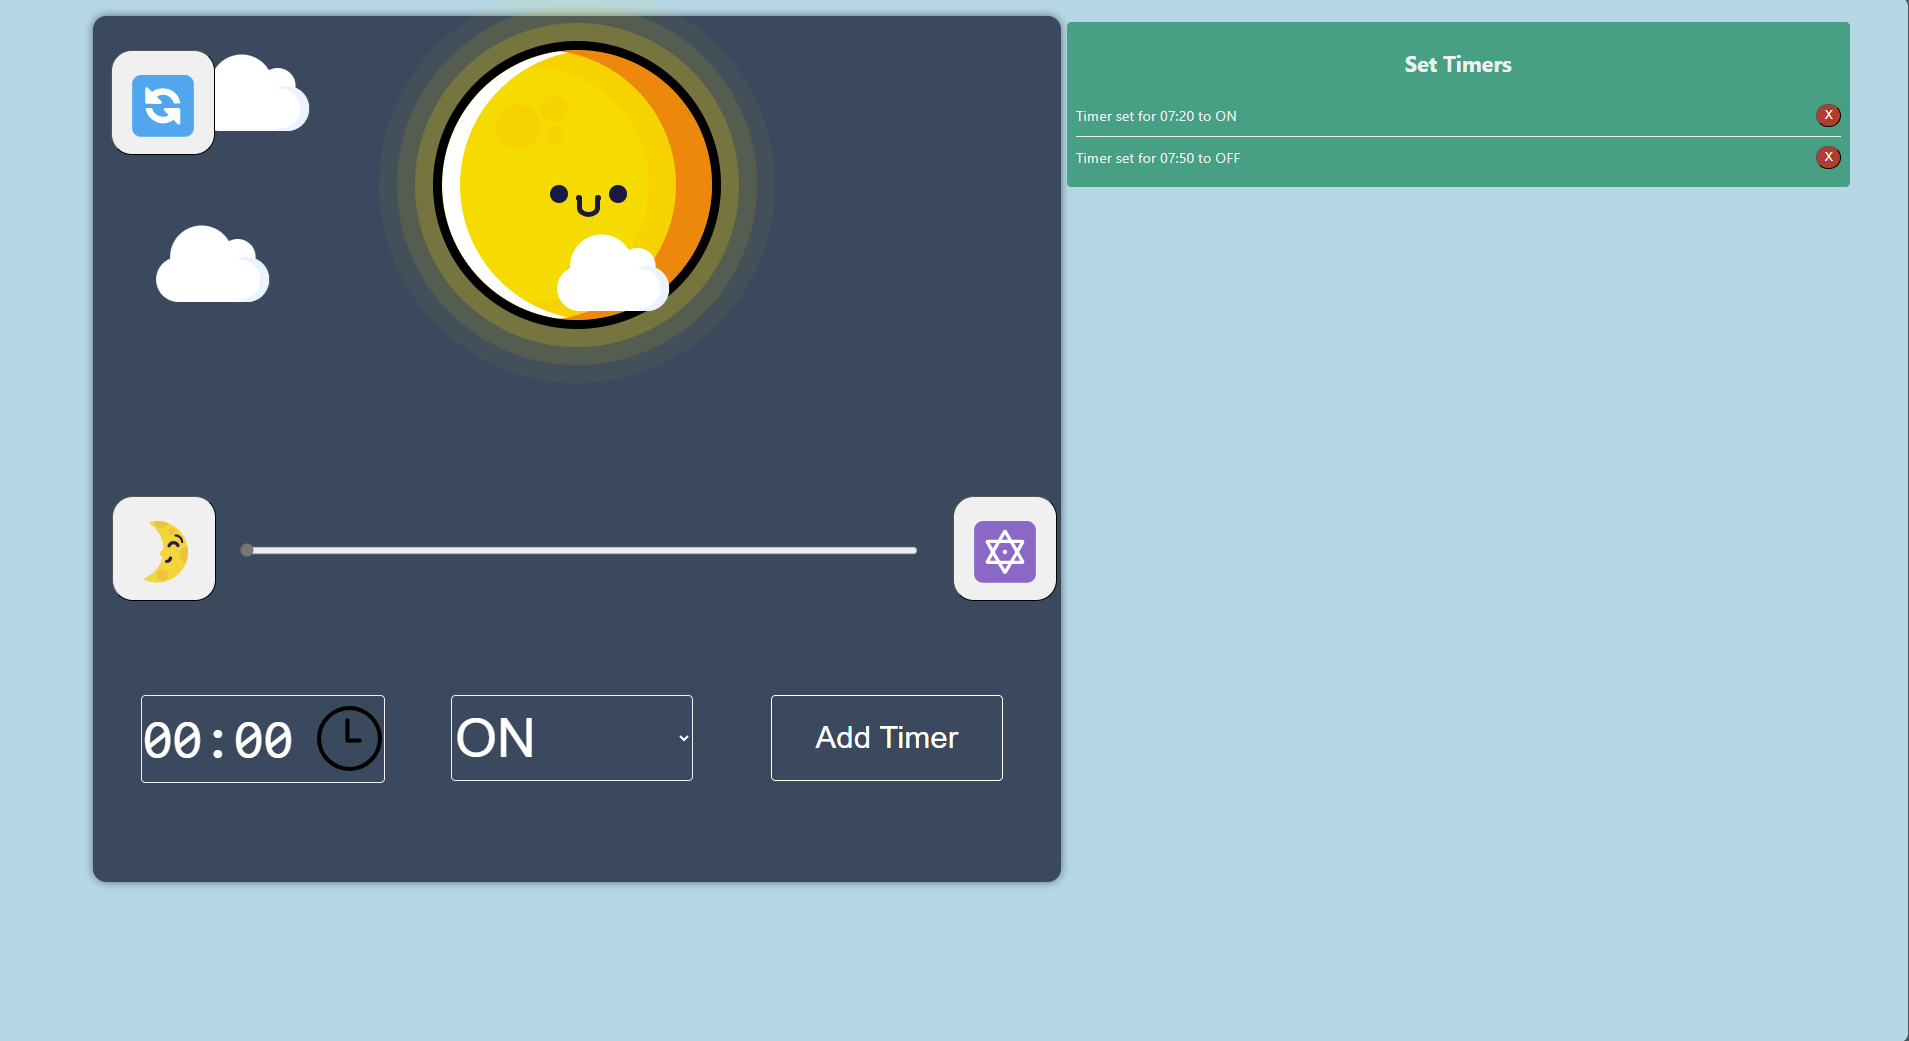 Set Timers
Timer set for 07:20 to ON
X
Timer set for 07:50 to OFF
X
00:00
ON
Add Timer